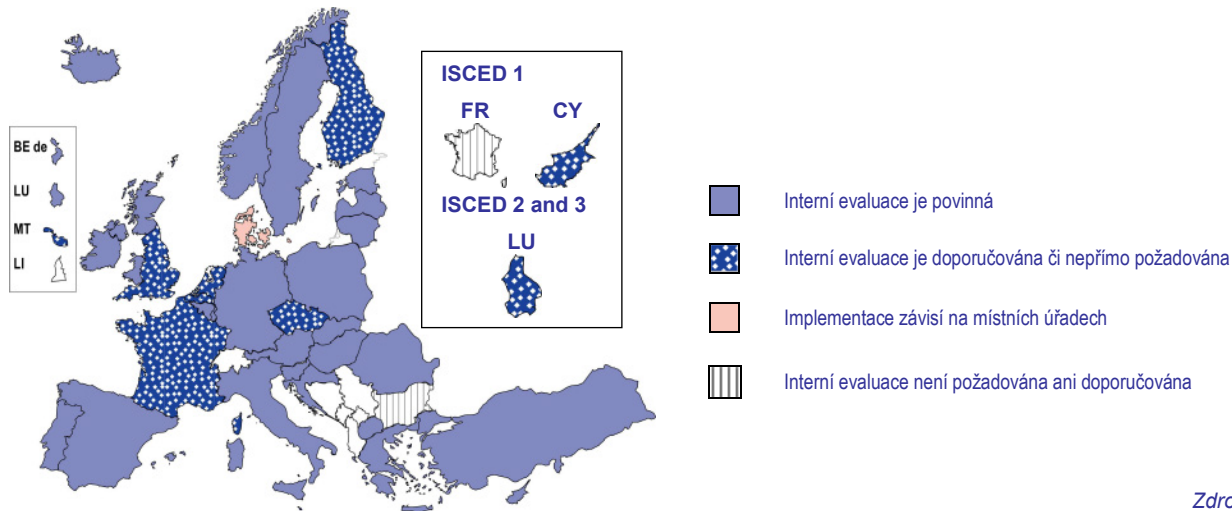 BE de
LU
MT
LI
ISCED 1
FR CY
ISCED 2 and 3
LU
Interní evaluace je povinná
Interní evaluace je doporučována či nepřímo požadována
Implementace závisí na místních úřadech
Interní evaluace není požadována ani doporučována